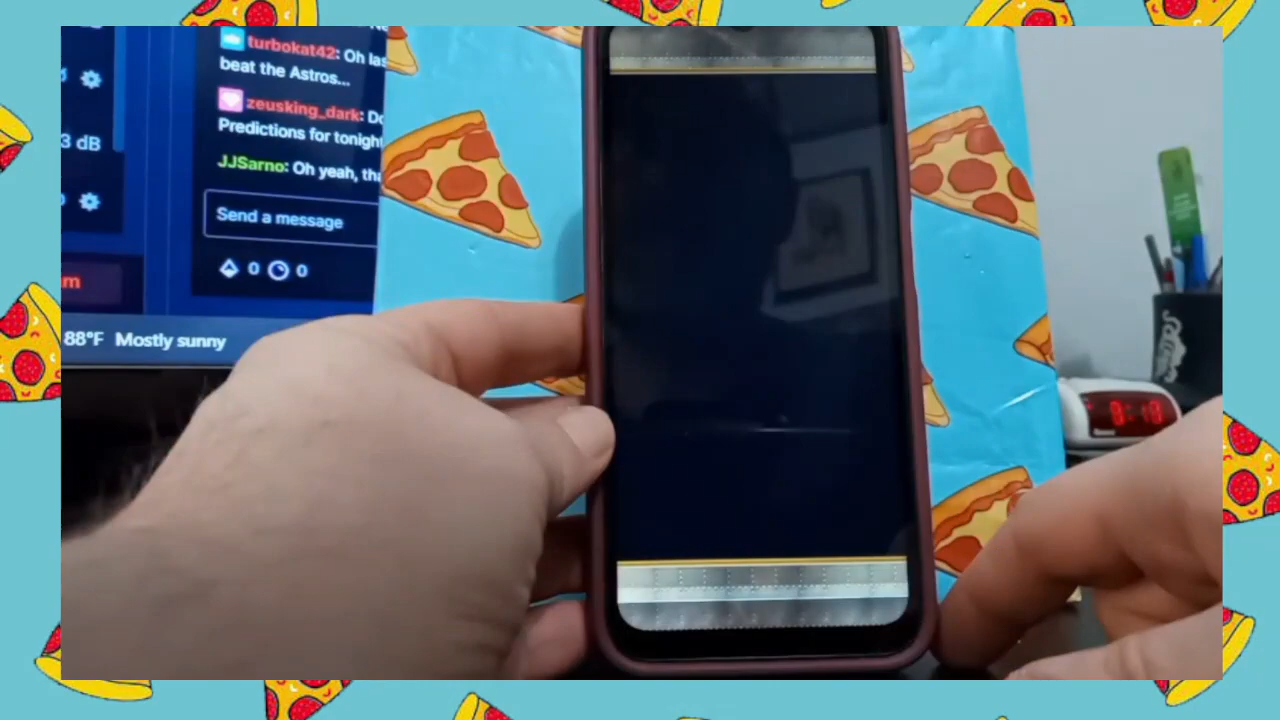 turbokat42: Oh las
beat the Astros...
zeusking_dark: Do
Predictions for tonight
JJSarno: Oh yeah, tha
3 dB
Send a message
0 0
m
88°F Mostly sunny